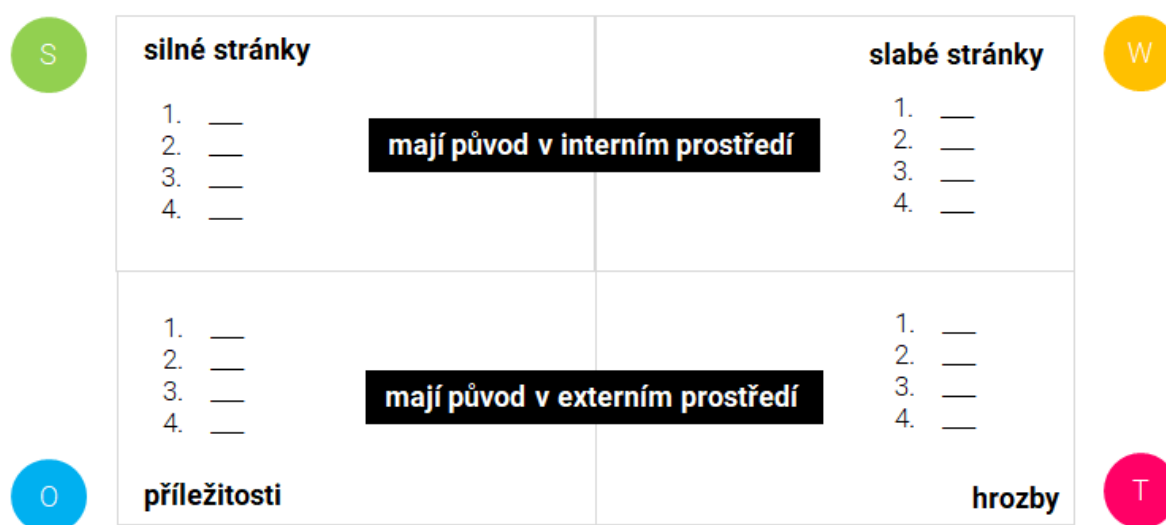 S
silné stránky
1. ___
2. ___
3. ___
4. ___
W
slabé stránky
1. ___
2. ___
3. ___
4. ___
mají původ v interním prostředí
1. ___
2. ___
3. ___
4. ___
O
příležitosti
1. ___
2. ___
3. ___
4. ___
T
hrozby
mají původ v externím prostředí